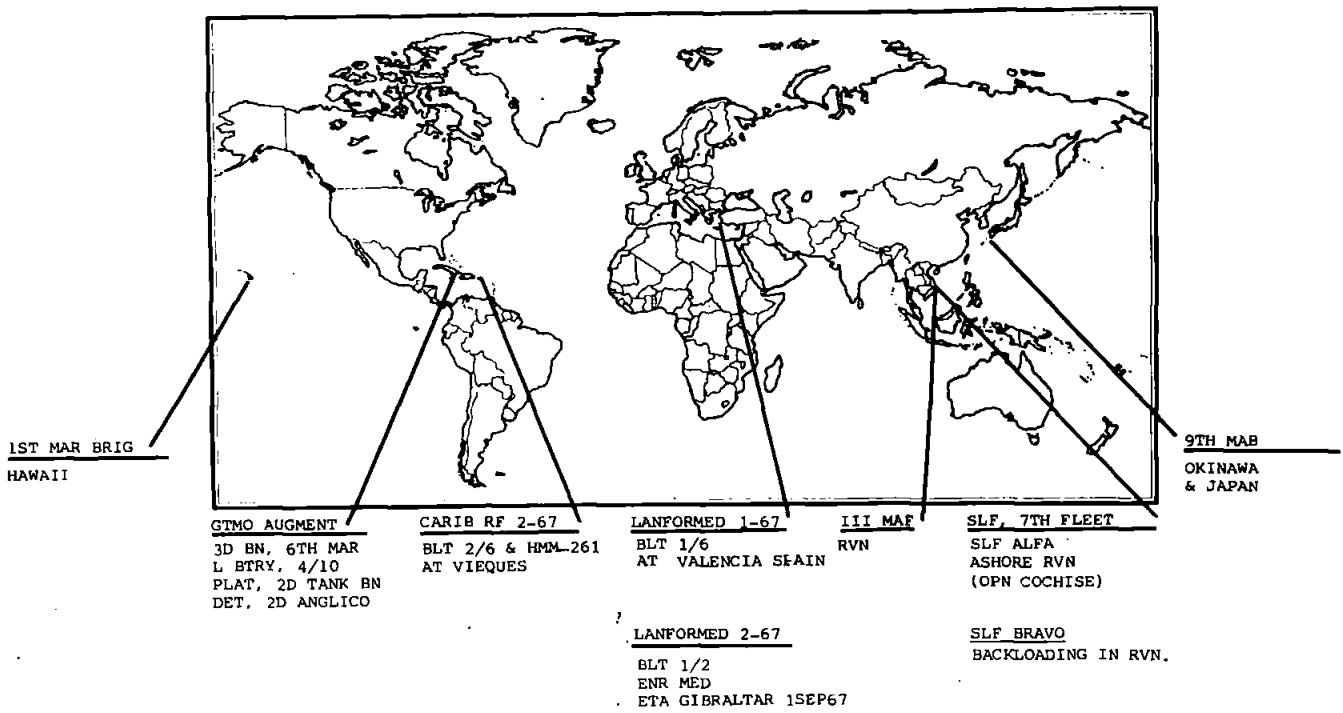 1ST MAR BRIG
HAWAII
9TH MAB
OKINAWA
& JAPAN
GTMO AUGMENT
3D BN, 6TH MAR
L BTRY, 4/10
PLAT, 2D TANK BN
DET, 2D ANGLICO
CARIB RF 2-67
BLT 2/6 & HMM-261
AT VIEQUES
LANFORMED 1-67
BLT 1/6
AT VALENCIA SPAIN
III MAF
RVN
SLF, 7TH FLEET
SLF ALFA
ASHORE RVN
(OPN COCHISE)
LANFORMED 2-67
BLT 1/2
ENR MED
ETA GIBRALTAR 1SEP67
SLF BRAVO
BACKLOADING IN RVN.